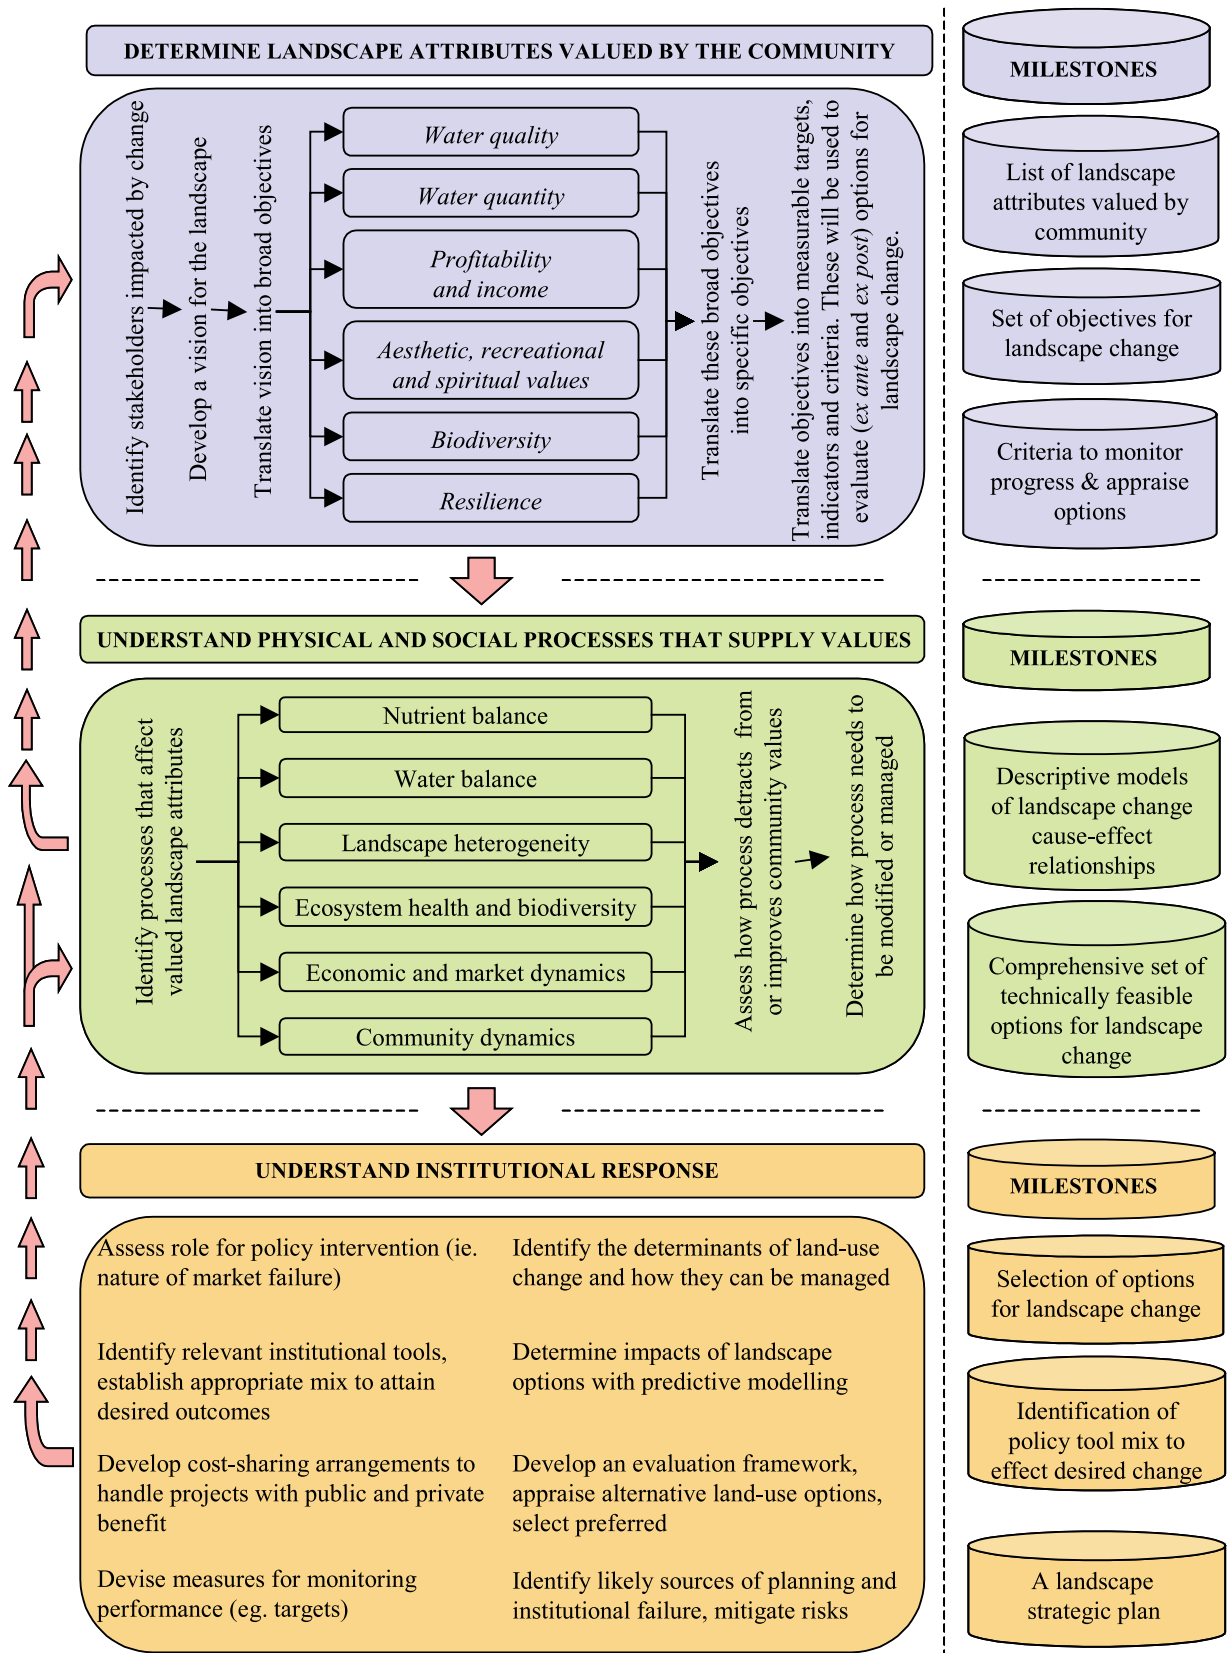 DETERMINE LANDSCAPE ATTRIBUTES VALUED BY THE COMMUNITY
Identify stakeholders impacted by change
Develop a vision for the landscape
Translate vision into broad objectives
Water quality
Water quantity
Profitability
and income
Aesthetic, recreational
and spiritual values
Biodiversity
Resilience
Translate these broad objectives
into specific objectives
Translate objectives into measurable targets,
indicators and criteria. These will be used to
evaluate (ex ante and ex post) options for
landscape change.
MILESTONES
List of landscape
attributes valued by
community
Set of objectives for
landscape change
Criteria to monitor
progress & appraise
options
UNDERSTAND PHYSICAL AND SOCIAL PROCESSES THAT SUPPLY VALUES
Identify processes that affect
valued landscape attributes
Nutrient balance
Water balance
Landscape heterogeneity
Ecosystem health and biodiversity
Economic and market dynamics
Community dynamics
Assess how process detracts from
or improves community values
Determine how process needs to
be modified or managed
MILESTONES
Descriptive models
of landscape change
cause-effect
relationships
Comprehensive set of
technically feasible
options for landscape
change
UNDERSTAND INSTITUTIONAL RESPONSE
Assess role for policy intervention (ie.
nature of market failure)
Identify relevant institutional tools,
establish appropriate mix to attain
desired outcomes
Develop cost-sharing arrangements to
handle projects with public and private
benefit
Devise measures for monitoring
performance (eg. targets)
Identify the determinants of land-use
change and how they can be managed
Determine impacts of landscape
options with predictive modelling
Develop an evaluation framework,
appraise alternative land-use options,
select preferred
Identify likely sources of planning and
institutional failure, mitigate risks
MILESTONES
Selection of options
for landscape change
Identification of
policy tool mix to
effect desired change
A landscape
strategic plan